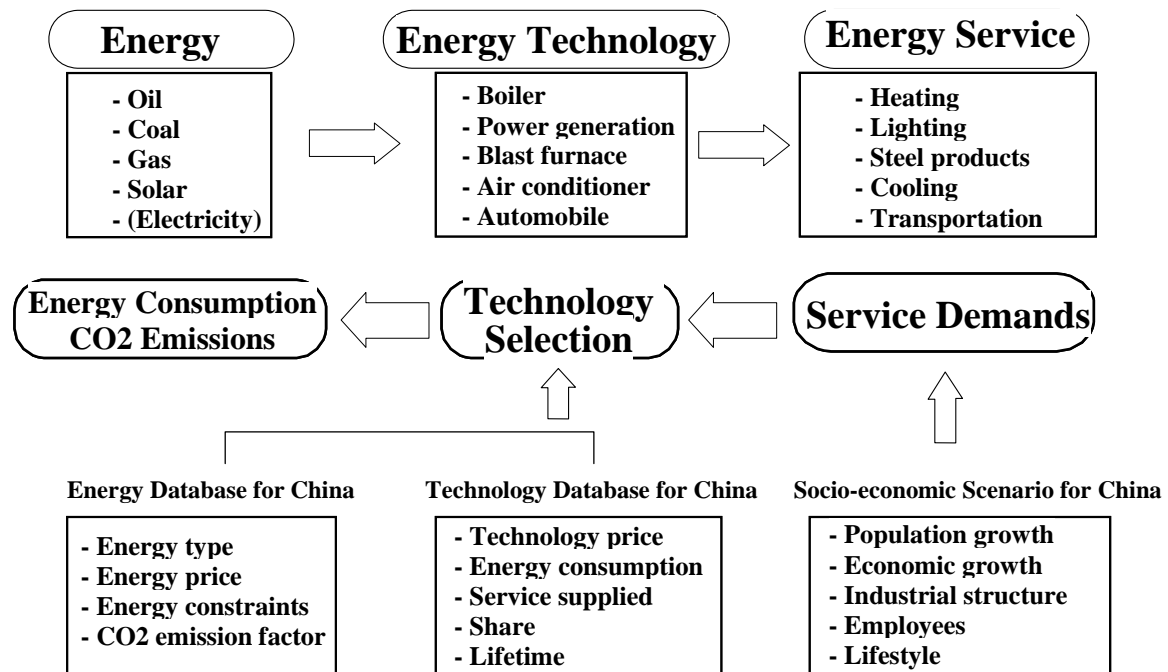 Energy
- Oil
- Coal
- Gas
- Solar
- (Electricity)
Energy Technology
- Boiler
- Power generation
- Blast furnace
- Air conditioner
- Automobile
Energy Service
- Heating
- Lighting
- Steel products
- Cooling
- Transportation
Energy Consumption
CO2 Emissions
Technology
Selection
Service Demands
Energy Database for China
- Energy type
- Energy price
- Energy constraints
- CO2 emission factor
Technology Database for China
- Technology price
- Energy consumption
- Service supplied
- Share
- Lifetime
Socio-economic Scenario for China
- Population growth
- Economic growth
- Industrial structure
- Employees
- Lifestyle